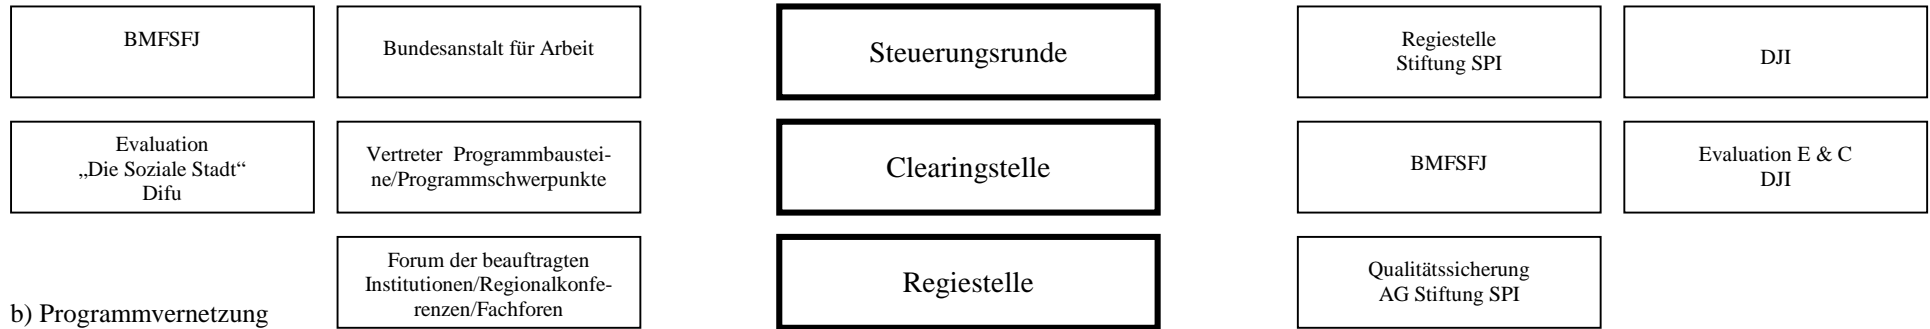 BMFSFJ
Bundesanstalt für Arbeit
Steuerungsrunde
Regiestelle
Stiftung SPI
DJI
Evaluation
„Die Soziale Stadt“
Difu
Vertreter Programmbaustei-
ne/Programmschwerpunkte
Clearingstelle
BMFSFJ
Evaluation E & C
DJI
Forum der beauftragten
Institutionen/Regionalkonfe-
renzen/Fachforen
Regiestelle
Qualitätssicherung
AG Stiftung SPI
b) Programmvernetzung